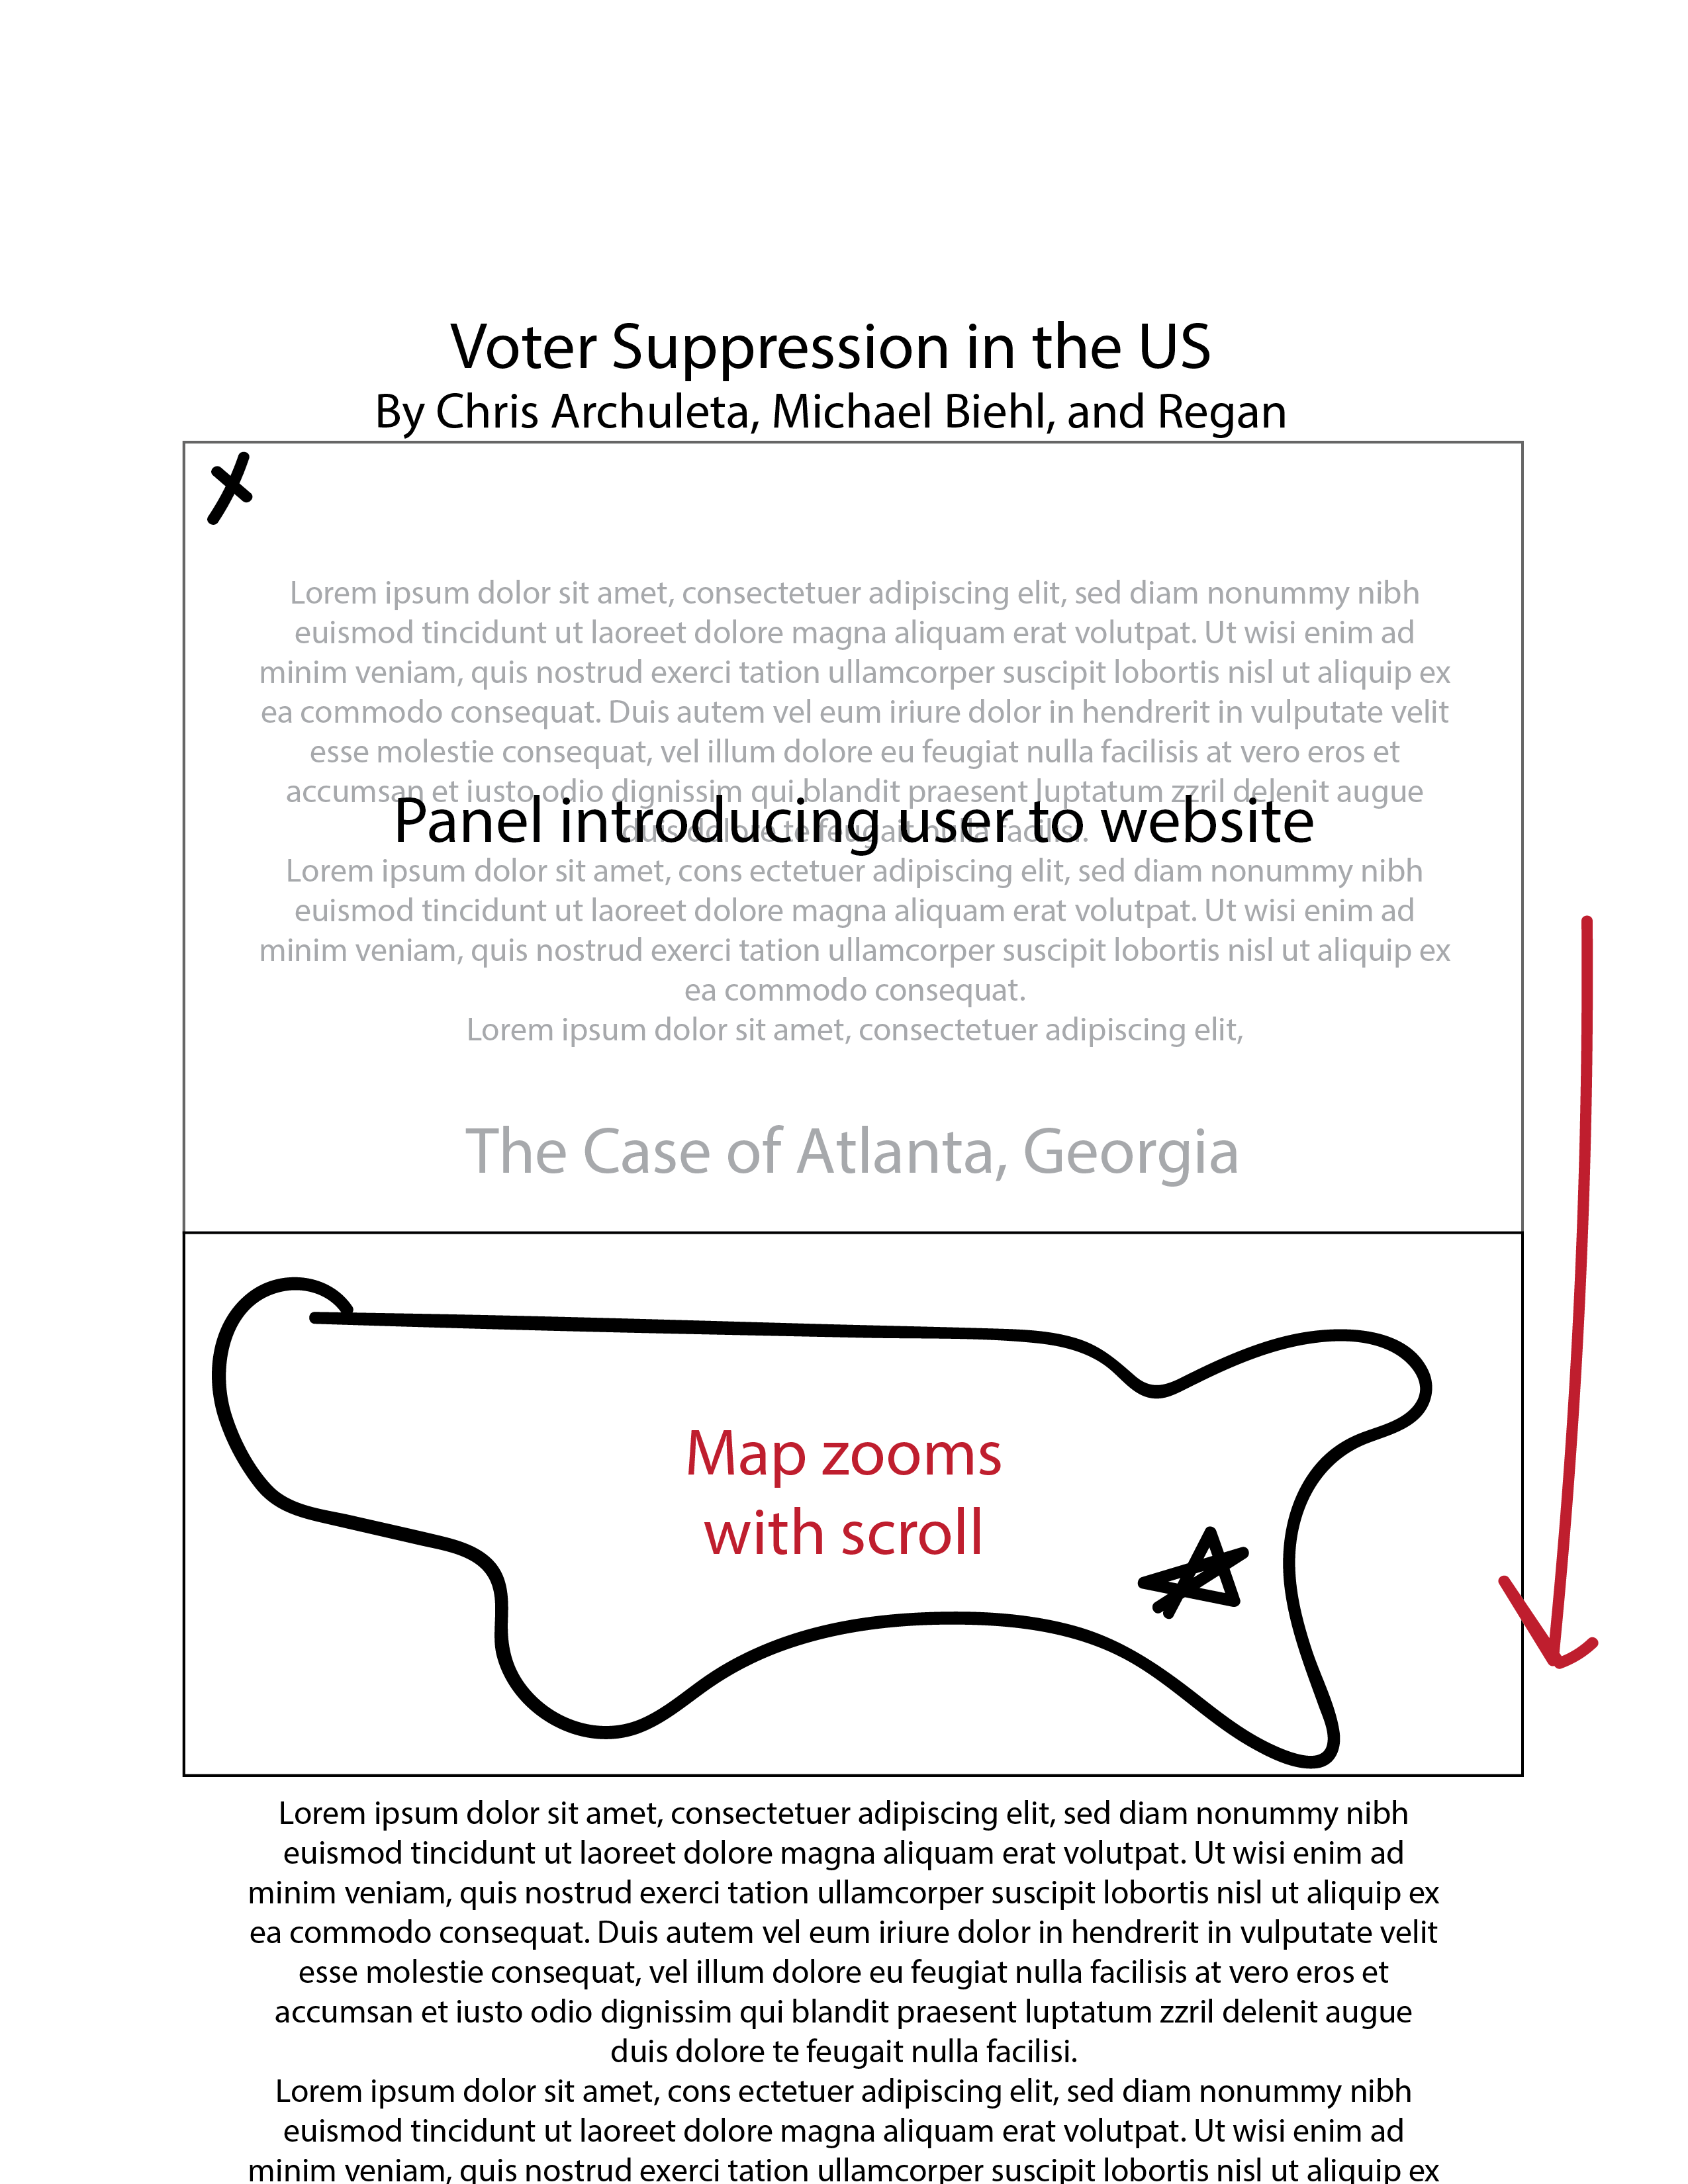 Voter Suppression in the US
By Chris Archuleta, Michael Biehl, and Regan
Lorem ipsum dolor sit amet, consectetuer adipiscing elit, sed diam nonummy nibh
euismod tincidunt ut laoreet dolore magna aliquam erat volutpat. Ut wisi enim ad
minim veniam, quis nostrud exerci tation ullamcorper suscipit lobortis nisl ut aliquip ex
ea commodo consequat. Duis autem vel eum iriure dolor in hendrerit in vulputate velit
esse molestie consequat, vel illum dolore eu feugiat nulla facilisis at vero eros et
accumsan et iusto odio dignissim qui blandit praesent luptatum zzril delenit augue
Panel introducing user to website
duis dolore te feugait nulla facilisi.
Lorem ipsum dolor sit amet, cons ectetuer adipiscing elit, sed diam nonummy nibh
euismod tincidunt ut laoreet dolore magna aliquam erat volutpat. Ut wisi enim ad
minim veniam, quis nostrud exerci tation ullamcorper suscipit lobortis nisl ut aliquip ex
ea commodo consequat.
Lorem ipsum dolor sit amet, consectetuer adipiscing elit,
The Case of Atlanta, Georgia
Map zooms
with scroll
Lorem ipsum dolor sit amet, consectetuer adipiscing elit, sed diam nonummy nibh
euismod tincidunt ut laoreet dolore magna aliquam erat volutpat. Ut wisi enim ad
minim veniam, quis nostrud exerci tation ullamcorper suscipit lobortis nisl ut aliquip ex
ea commodo consequat. Duis autem vel eum iriure dolor in hendrerit in vulputate velit
esse molestie consequat, vel illum dolore eu feugiat nulla facilisis at vero eros et
accumsan et iusto odio dignissim qui blandit praesent luptatum zzril delenit augue
duis dolore te feugait nulla facilisi.
Lorem ipsum dolor sit amet, cons ectetuer adipiscing elit, sed diam nonummy nibh
euismod tincidunt ut laoreet dolore magna aliquam erat volutpat. Ut wisi enim ad
minim veniam, quis nostrud exerci tation ullamcorper suscipit lobortis nisl ut aliquip ex